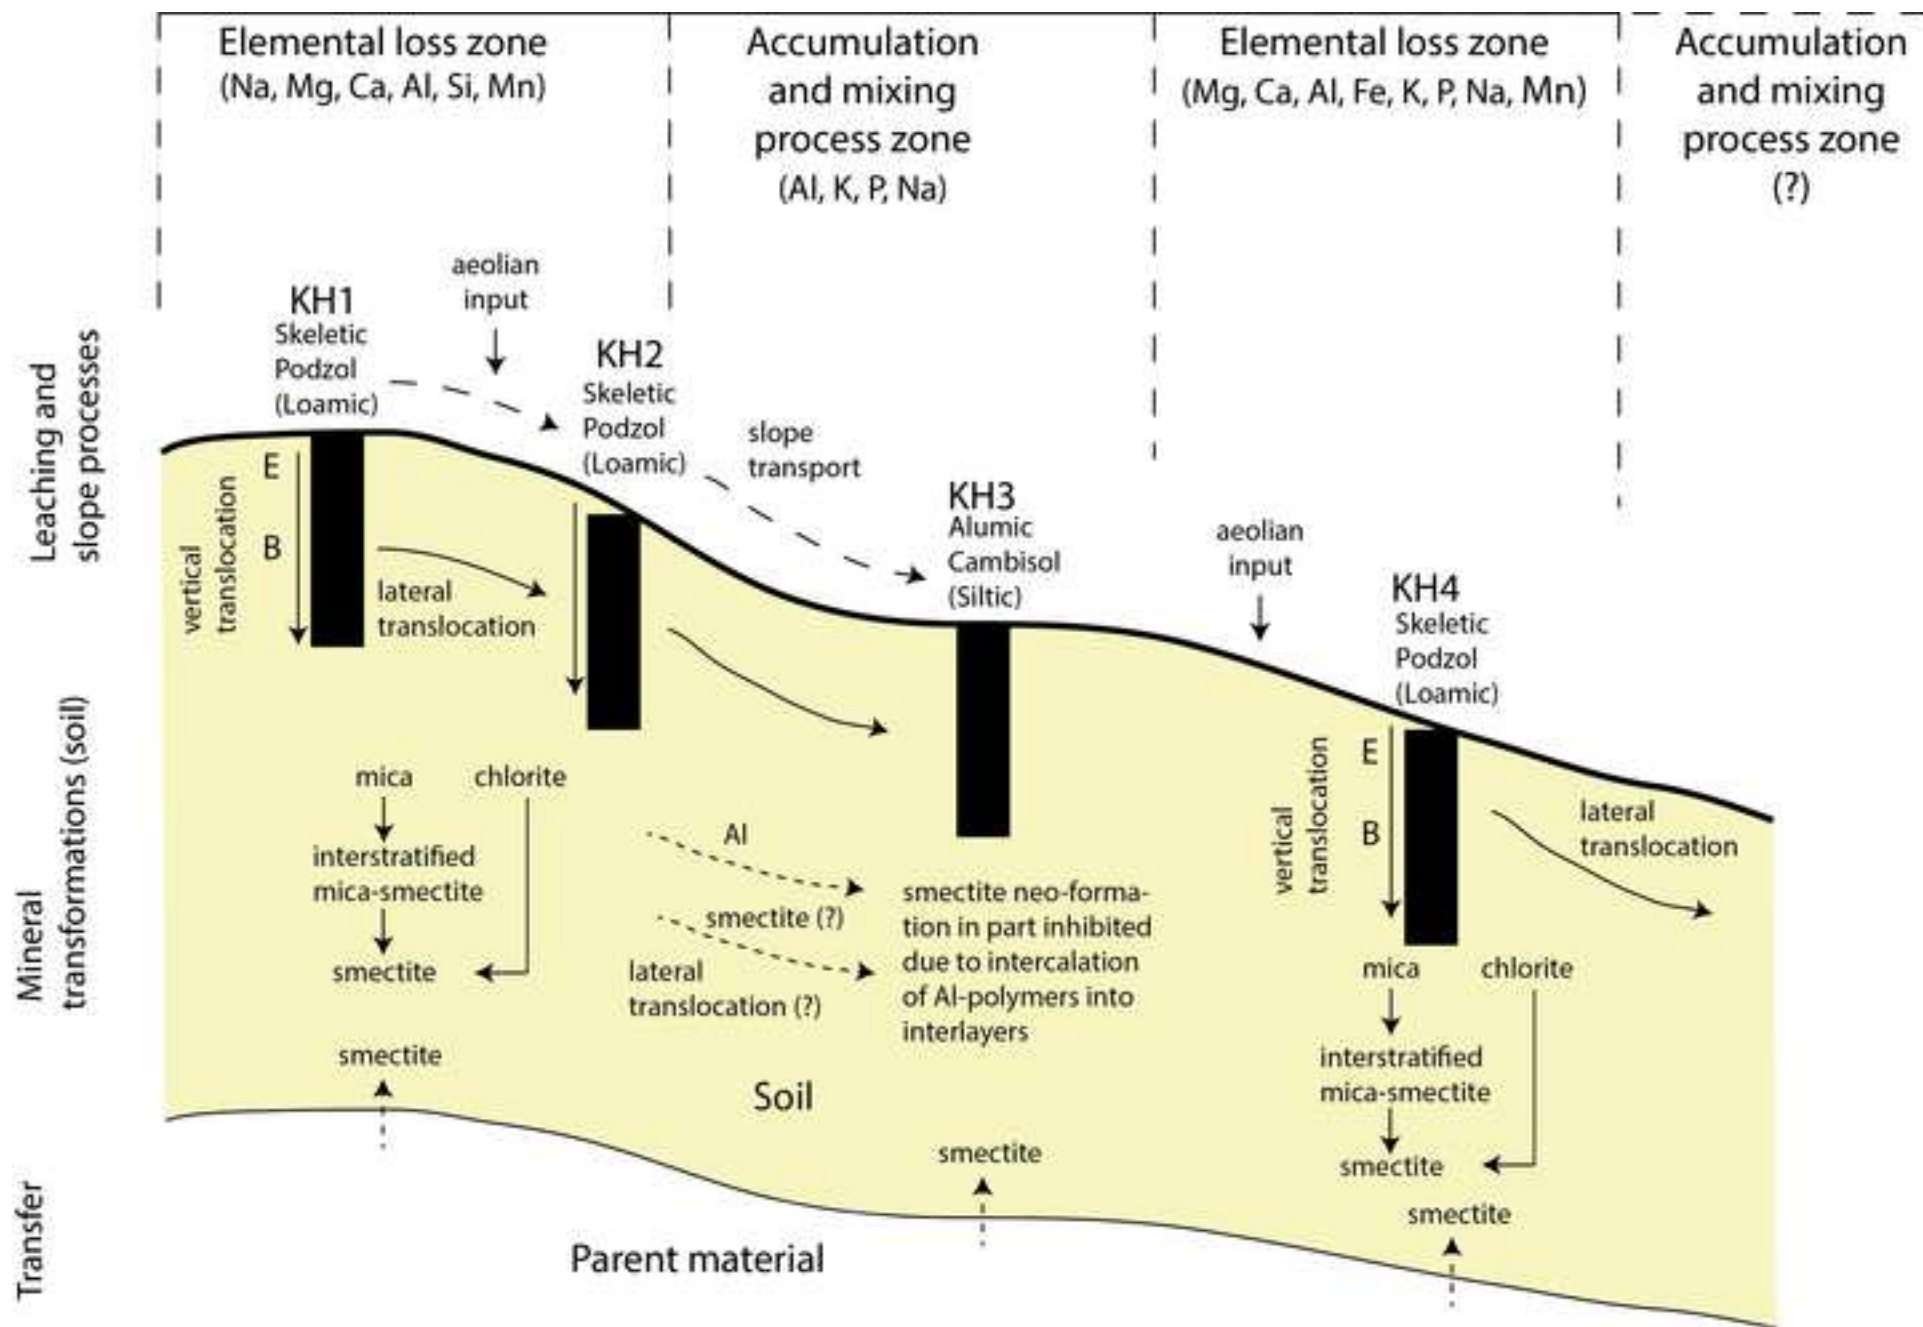 Elemental loss zone
(Na, Mg, Ca, Al, Si, Mn)
Accumulation
and mixing
process zone
(Al, K, P, Na)
Elemental loss zone
(Mg, Ca, Al, Fe, K, P, Na, Mn)
Accumulation
and mixing
process zone
(?)
Leaching and
slope processes
KH1
Skeletic
Podzol
(Loamic)
aeolian
input
KH2
Skeletic
Podzol
(Loamic)
slope
transport
KH3
Alumic
Cambisol
(Siltic)
aeolian
input
KH4
Skeletic
Podzol
(Loamic)
E
B
vertical
translocation
lateral
translocation
E
B
vertical
translocation
lateral
translocation
Mineral
transformations (soil)
mica
chlorite
interstratified
mica-smectite
smectite
smectite
Al
smectite (?)
lateral
translocation (?)
smectite neo-forma-
tion in part inhibited
due to intercalation
of Al-polymers into
interlayers
mica
chlorite
interstratified
mica-smectite
smectite
smectite
Soil
smectite
Transfer
Parent material